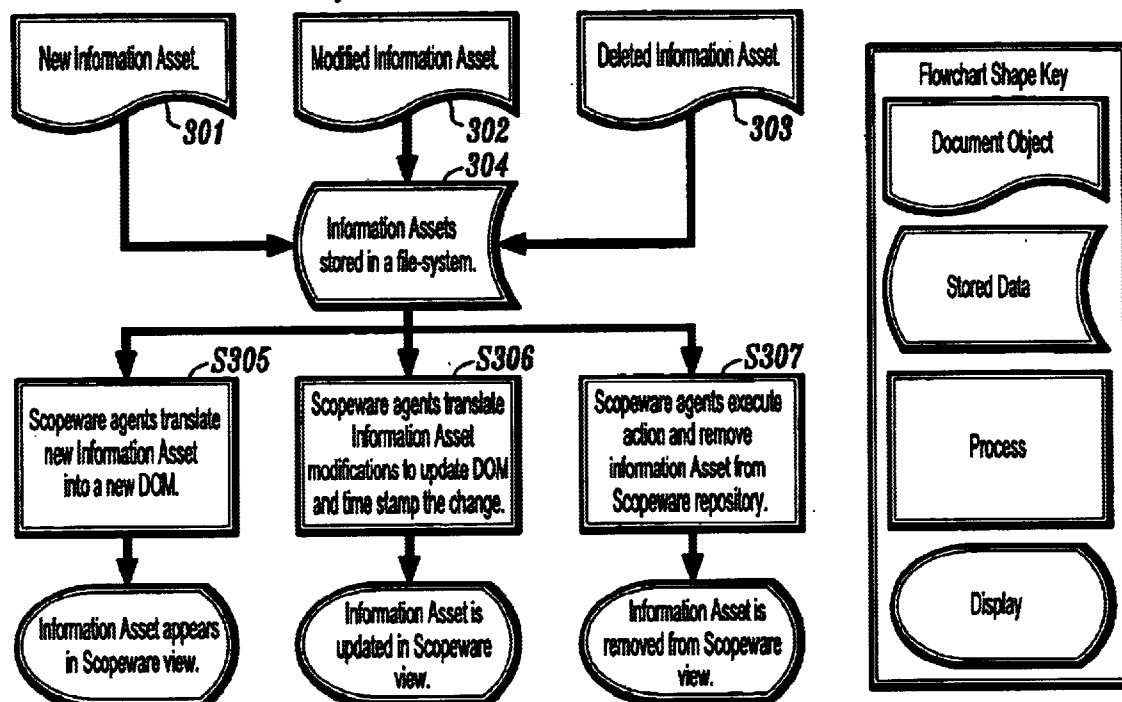 New Information Asset.
301
Modified Information Asset.
302
Deleted Information Asset
303
304
Information Assets
stored in a file-system.
S305
Scopeware agents translate
new Information Asset
into a new DOM.
S306
Scopeware agents translate
Information Asset
modifications to update DOM
and time stamp the change.
S307
Scopeware agents execute
action and remove
information Asset from
Scopeware repository.
Information Asset appears
in Scopeware view.
Information Asset is
updated in Scopeware
view.
Information Asset is
removed from Scopeware
view.
Flowchart Shape Key
Document Object
Stored Data
Process
Display